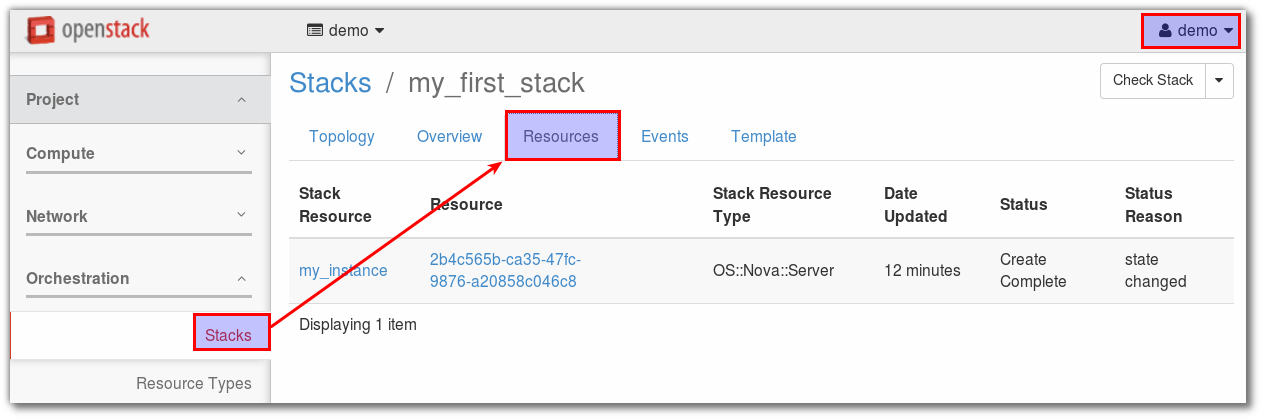 openstack
demo
demo
Project
Compute
Network
Orchestration
Stacks
Resource Types
Stacks / my_first_stack
Check Stack
Topology Overview Resources Events Template
Stack Resource Stack Resource Date Status Status
Resource Type Updated Reason
my_instance 2b4c565b-ca35-47fc- OS::Nova::Server 12 minutes Create state
9876-a20858c046c8 Complete changed
Displaying 1 item